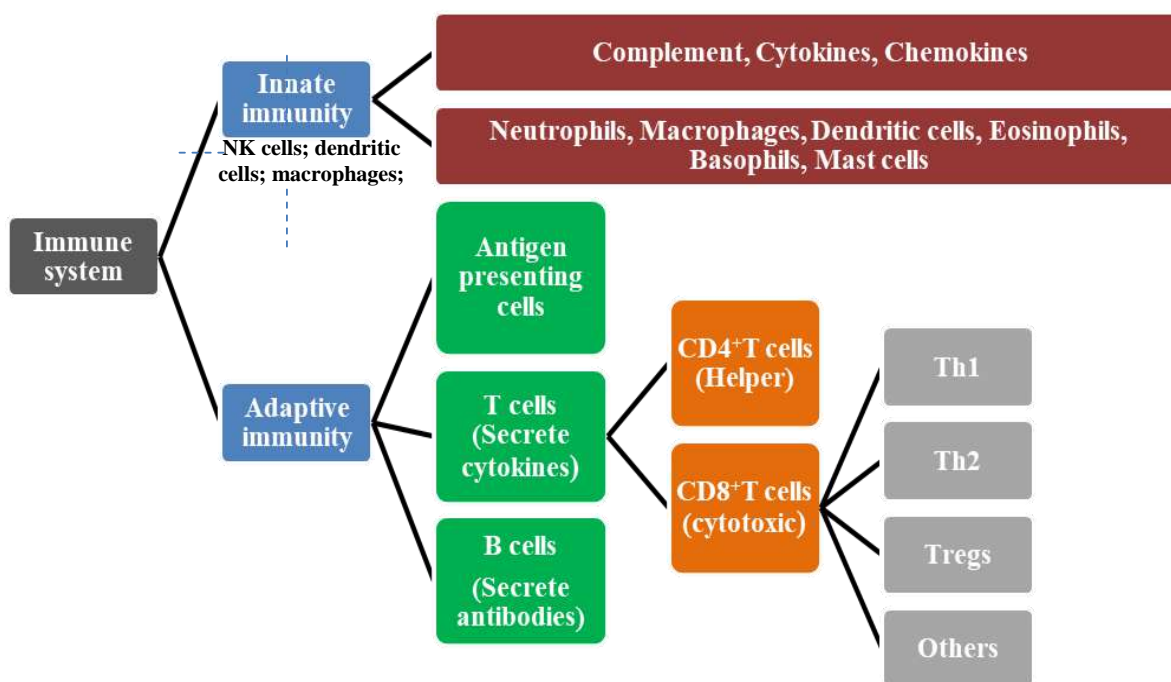 Immune
system
Innate
immunity
NK cells; dendritic
cells; macrophages;
Complement, Cytokines, Chemokines
Neutrophils, Macrophages, Dendritic cells, Eosinophils,
Basophils, Mast cells
Adaptive
immunity
Antigen
presenting
cells
T cells
(Secrete
cytokines)
B cells
(Secrete
antibodies)
CD4⁺T cells
(Helper)
CD8⁺T cells
(cytotoxic)
Th1
Th2
Tregs
Others